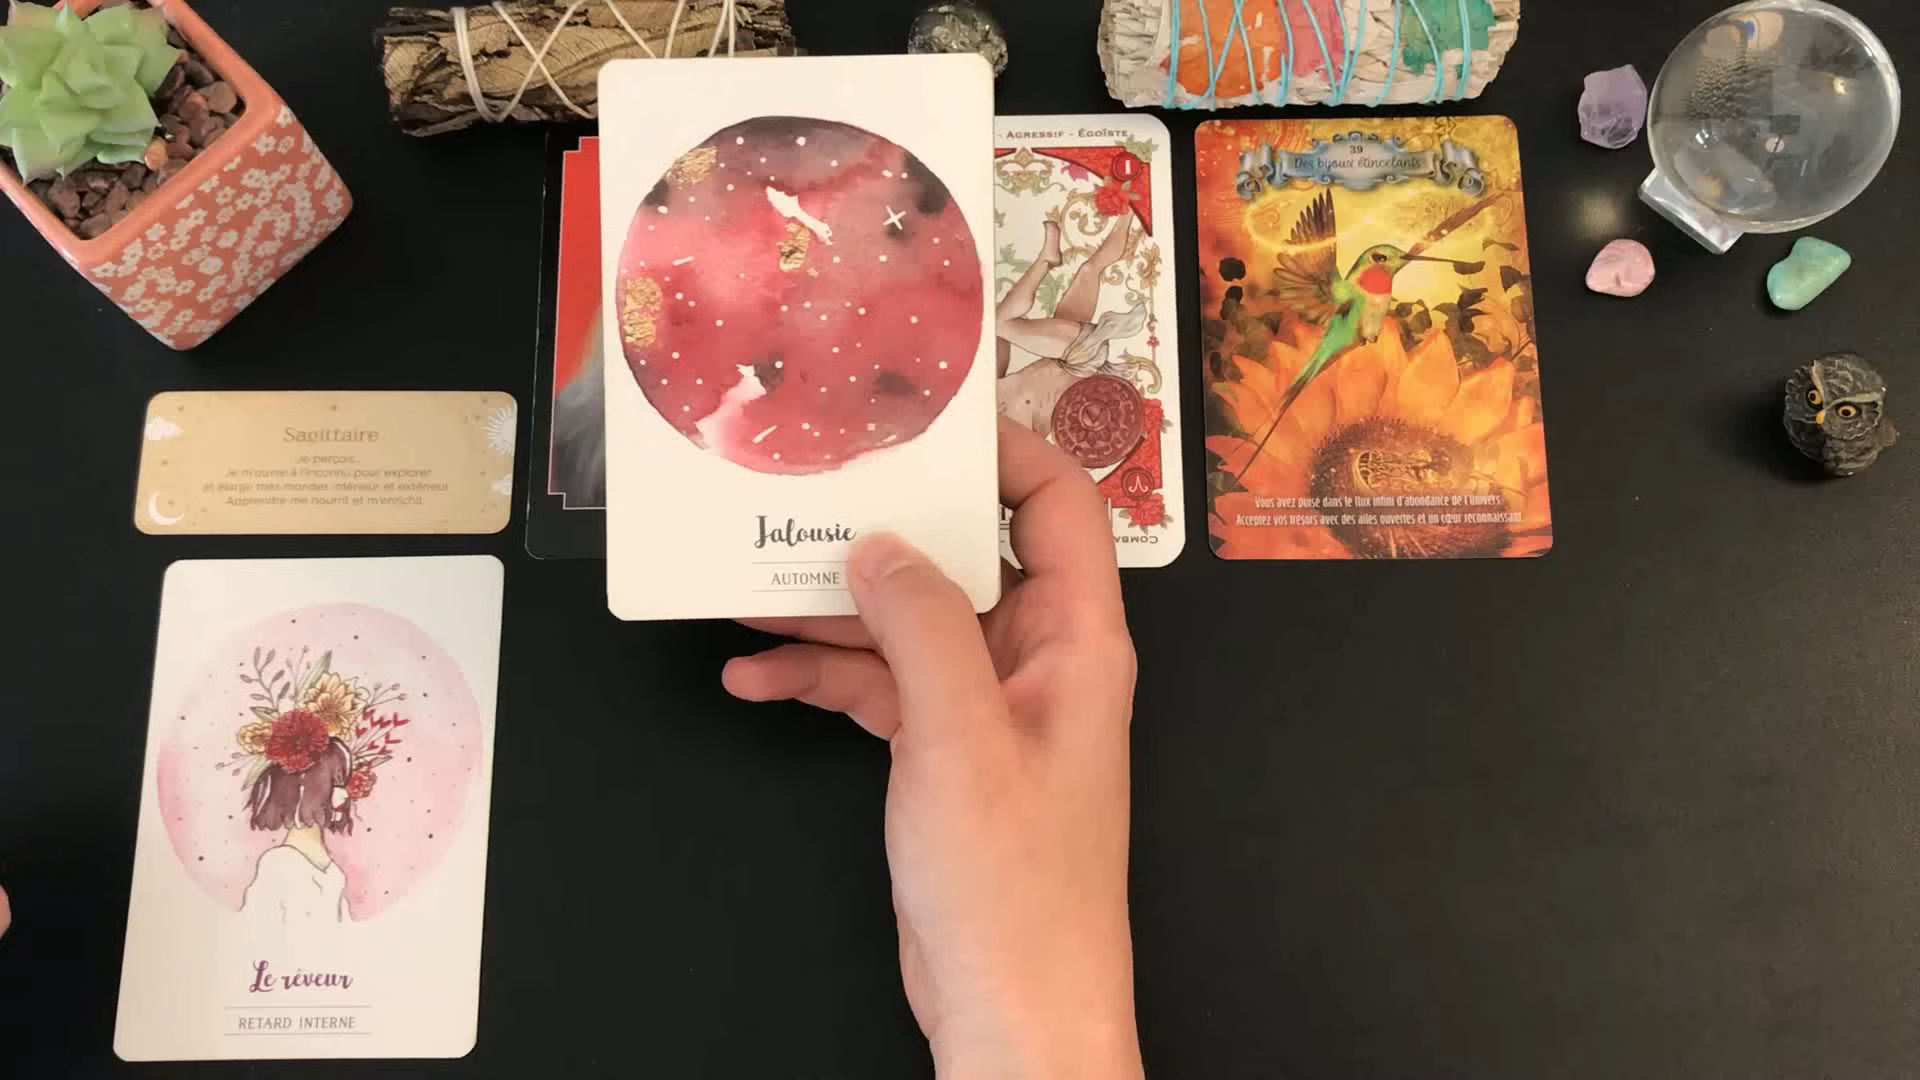 - AGRESSIF - ÉGOÏSTE
I
39
Des bijoux étincelants
Sagittaire
Je perçois...
Je m'ouvre à l'inconnu pour explorer
et élargir mes mondes intérieur et extérieur.
Apprendre me nourrit et m'enrichit.
Vous avez puisé dans le flux infini d'abondance de l'univers.
Acceptez vos trésors avec des ailes ouvertes et un cœur reconnaissant.
Jalousie
AUTOMNE
COMBA
Le rêveur
RETARD INTERNE